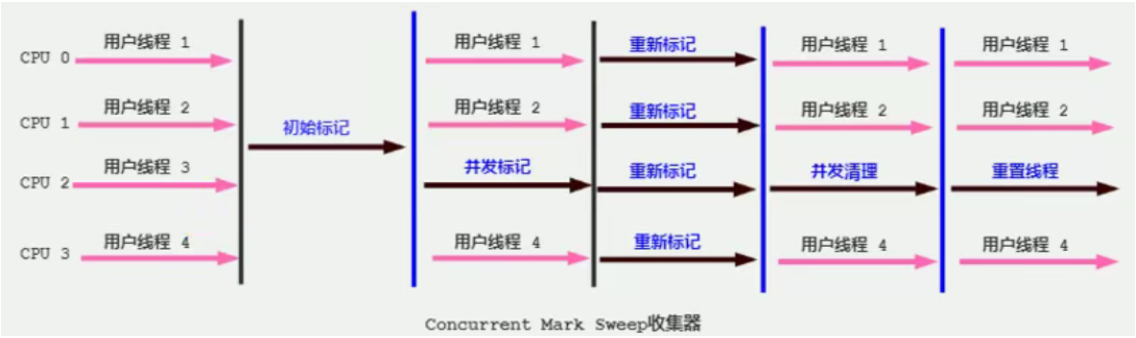 用户线程 1 用户线程 1 重新标记 用户线程 1 用户线程 1
CPU 0
用户线程 2 用户线程 2 重新标记 用户线程 2 用户线程 2
CPU 1
初始标记
用户线程 3 并发标记 重新标记 并发清理 重置线程
CPU 2
用户线程 4 用户线程 4 重新标记 用户线程 4 用户线程 4
CPU 3
Concurrent Mark Sweep收集器